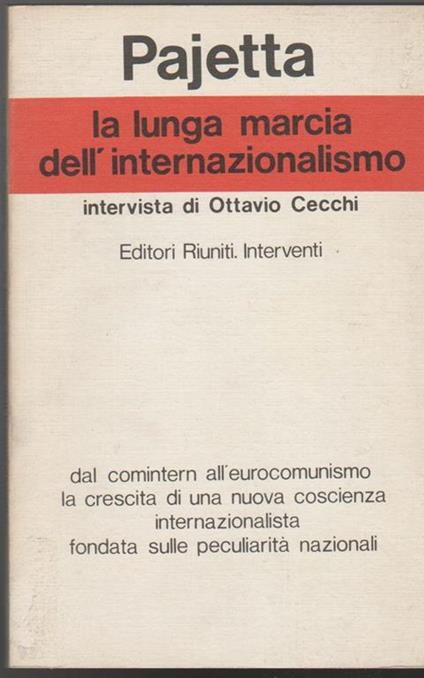 Pajetta
la lunga marcia
dell'internazionalismo
intervista di Ottavio Cecchi
Editori Riuniti. Interventi
dal comintern all'eurocomunismo
la crescita di una nuova coscienza
internazionalista
fondata sulle peculiarità nazionali